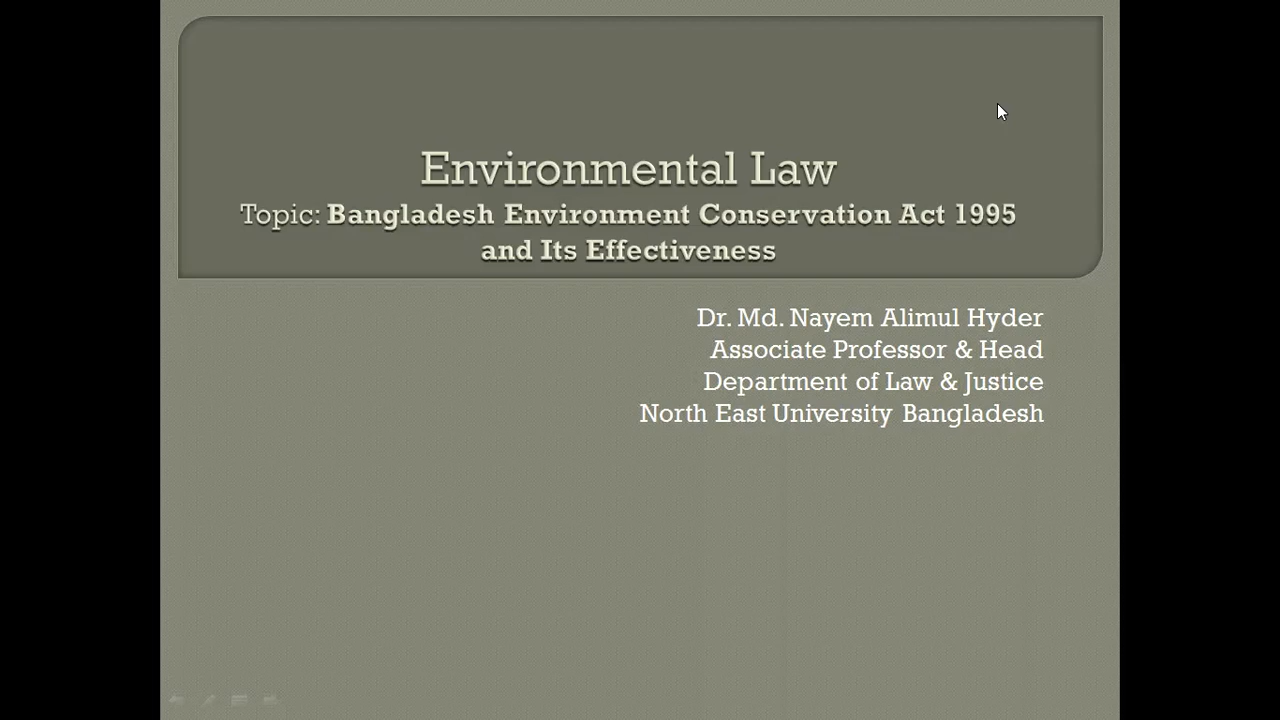 Environmental Law
Topic: Bangladesh Environment Conservation Act 1995
and Its Effectiveness
Dr. Md. Nayem Alimul Hyder
Associate Professor & Head
Department of Law & Justice
North East University Bangladesh